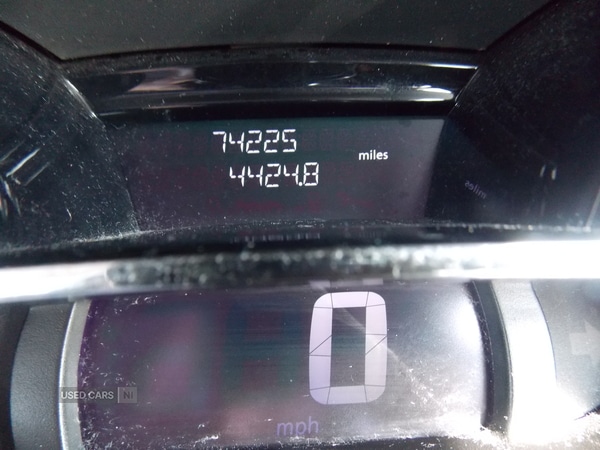 74225
miles
4424.8
0
mph
USED CARS NI